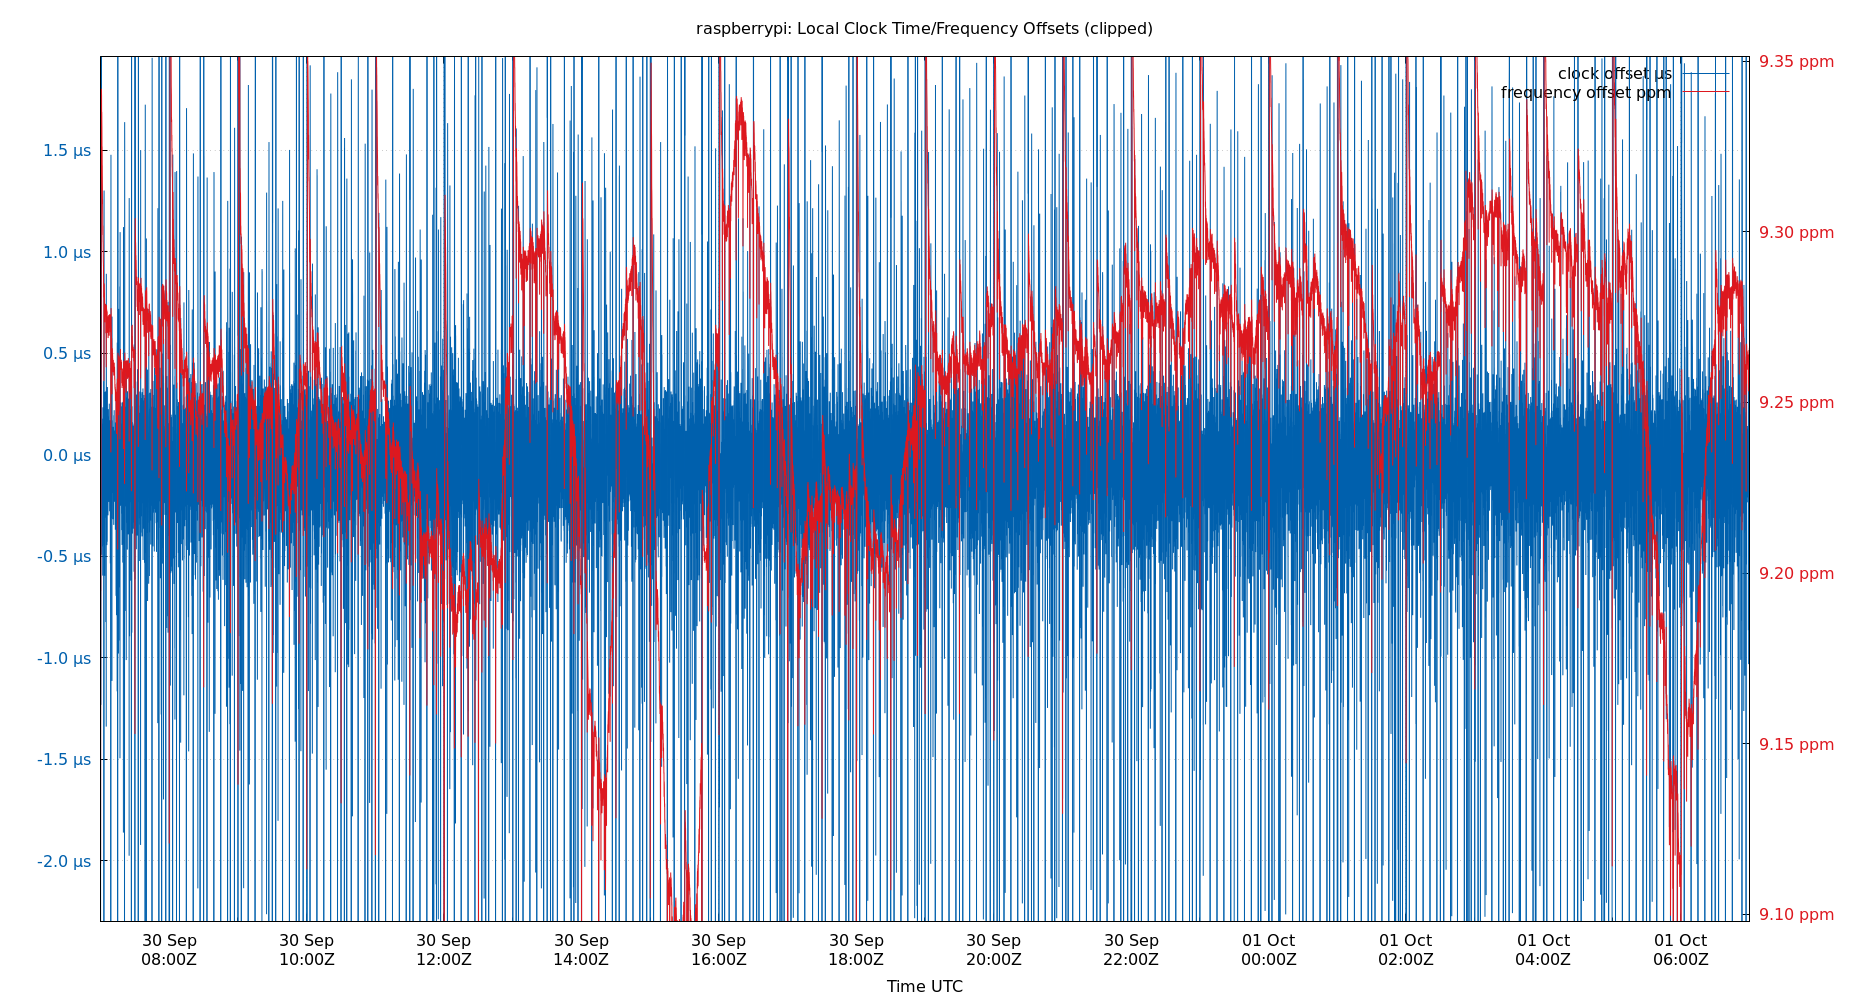 raspberrypi: Local Clock Time/Frequency Offsets (clipped)
clock offset µs
frequency offset ppm
1.5 µs
1.0 µs
0.5 µs
0.0 µs
-0.5 µs
-1.0 µs
-1.5 µs
-2.0 µs
9.35 ppm
9.30 ppm
9.25 ppm
9.20 ppm
9.15 ppm
9.10 ppm
30 Sep 30 Sep 30 Sep 30 Sep 30 Sep 30 Sep 30 Sep 30 Sep 01 Oct 01 Oct 01 Oct 01 Oct
08:00Z 10:00Z 12:00Z 14:00Z 16:00Z 18:00Z 20:00Z 22:00Z 00:00Z 02:00Z 04:00Z 06:00Z
Time UTC